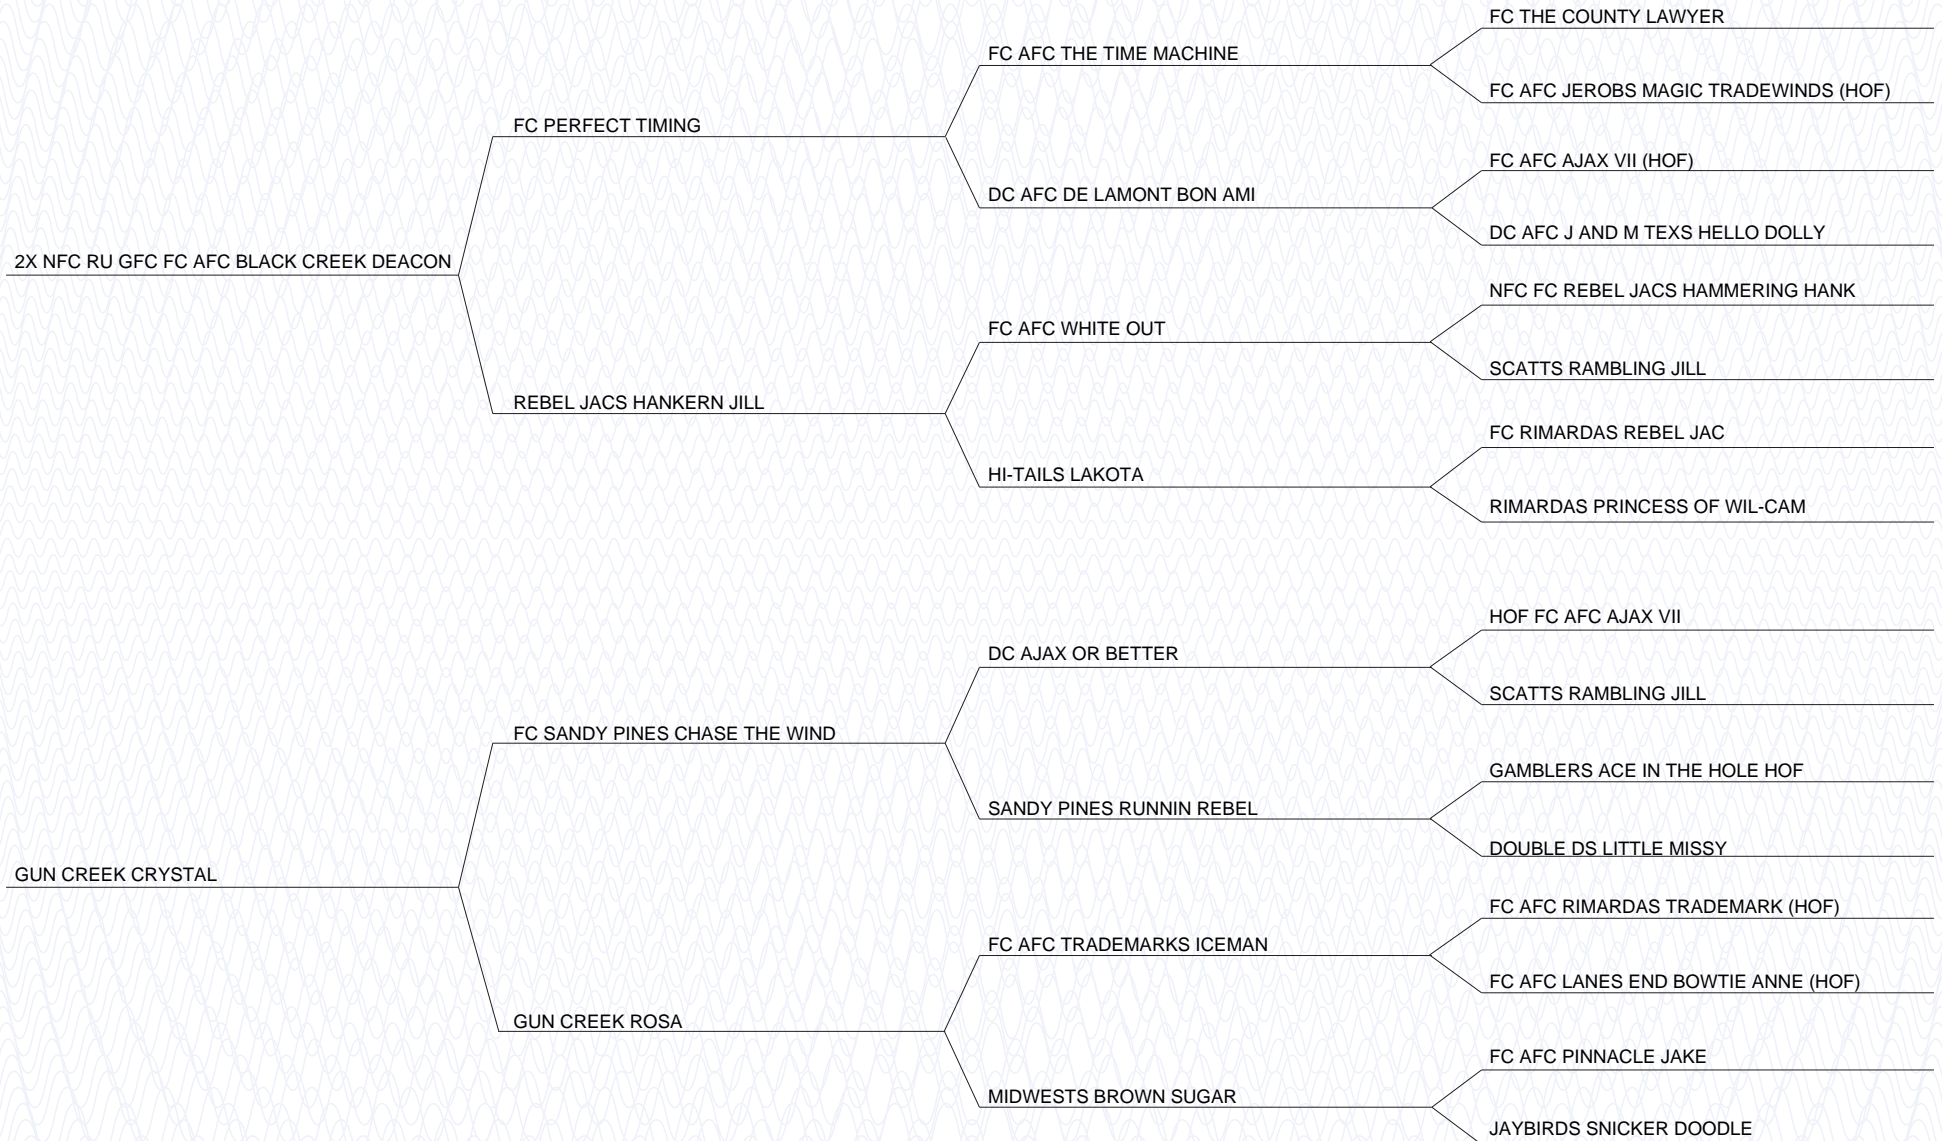 FC THE COUNTY LAWYER
FC AFC THE TIME MACHINE
FC AFC JEROBS MAGIC TRADEWINDS (HOF)
FC PERFECT TIMING
FC AFC AJAX VII (HOF)
DC AFC DE LAMONT BON AMI
DC AFC J AND M TEXS HELLO DOLLY
2X NFC RU GFC FC AFC BLACK CREEK DEACON
NFC FC REBEL JACS HAMMERING HANK
FC AFC WHITE OUT
SCATTS RAMBLING JILL
REBEL JACS HANKERN JILL
FC RIMARDAS REBEL JAC
HI-TAILS LAKOTA
RIMARDAS PRINCESS OF WIL-CAM
HOF FC AFC AJAX VII
DC AJAX OR BETTER
SCATTS RAMBLING JILL
FC SANDY PINES CHASE THE WIND
GAMBLERS ACE IN THE HOLE HOF
SANDY PINES RUNNIN REBEL
DOUBLE DS LITTLE MISSY
GUN CREEK CRYSTAL
FC AFC RIMARDAS TRADEMARK (HOF)
FC AFC TRADEMARKS ICEMAN
FC AFC LANES END BOWTIE ANNE (HOF)
GUN CREEK ROSA
FC AFC PINNACLE JAKE
MIDWESTS BROWN SUGAR
JAYBIRDS SNICKER DOODLE